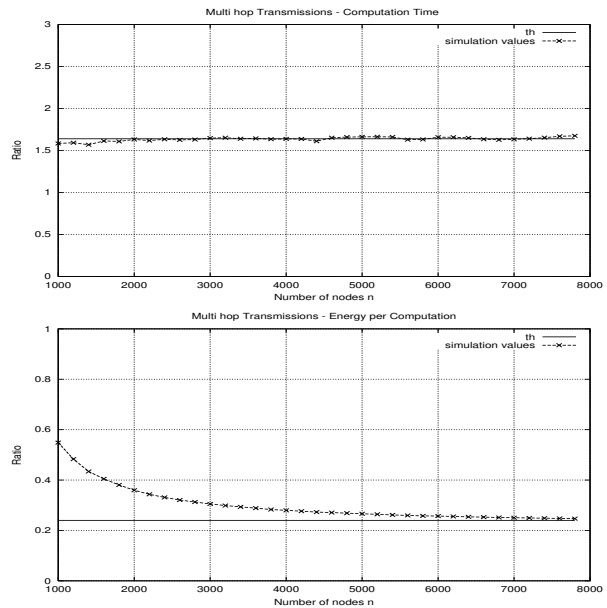 Multi hop Transmissions - Computation Time
3
th
simulation values
2.5
2
Ratio
1.5
1
0.5
0
1000 2000 3000 4000 5000 6000 7000 8000
Number of nodes n
Multi hop Transmissions - Energy per Computation
1
th
simulation values
0.8
0.6
Ratio
0.4
0.2
0
1000 2000 3000 4000 5000 6000 7000 8000
Number of nodes n